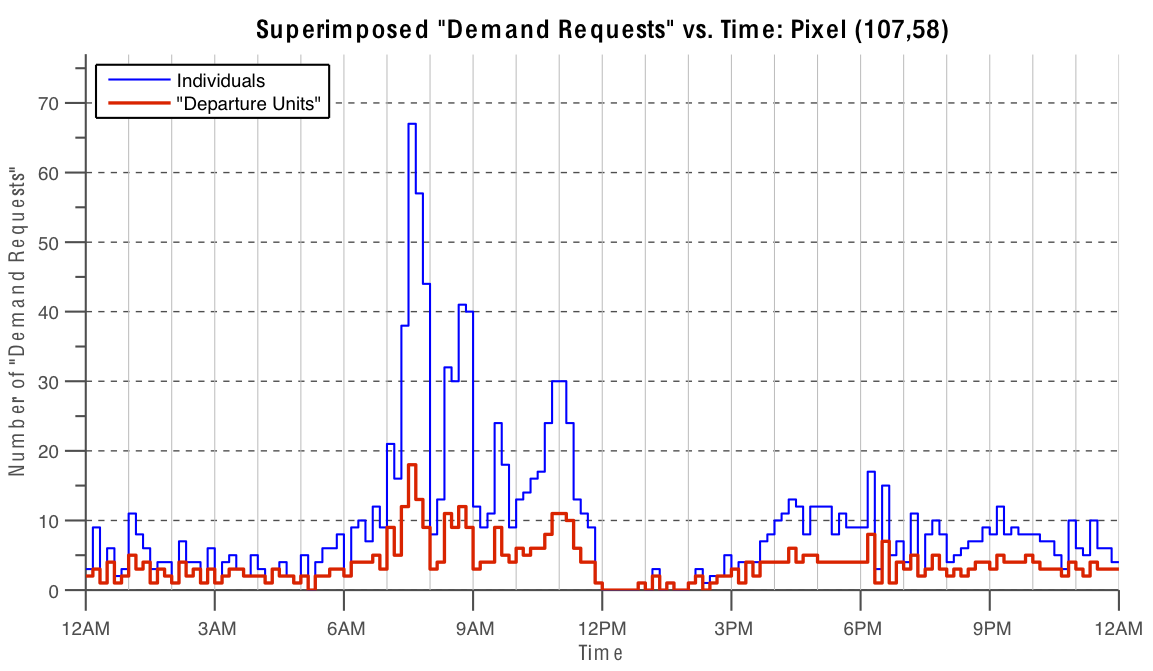 Superimposed "Demand Requests" vs. Time: Pixel (107,58)
Individuals
"Departure Units"
Number of "Demand Requests"
70
60
50
40
30
20
10
0
12AM 3AM 6AM 9AM 12PM 3PM 6PM 9PM 12AM
Time